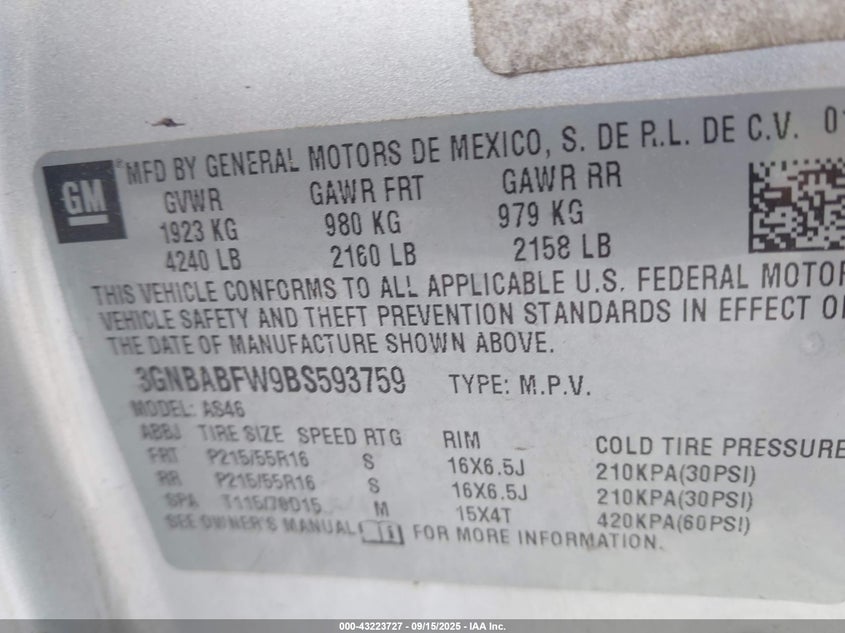 GM
® MFD BY GENERAL MOTORS DE MEXICO, S. DE R.L. DE C.V.
GVWR GAWR FRT GAWR RR
1923 KG 980 KG 979 KG
4240 LB 2160 LB 2158 LB
THIS VEHICLE CONFORMS TO ALL APPLICABLE U.S. FEDERAL MOTOR
VEHICLE SAFETY AND THEFT PREVENTION STANDARDS IN EFFECT
THE DATE OF MANUFACTURE SHOWN ABOVE.
3GNBABFW9BS593759 TYPE: M.P.V.
MODEL: AS46
TIRE SIZE SPEED RTG RIM COLD TIRE PRESSURE
FRT P215/55R16 S 16X6.5J 210KPA(30PSI)
RR P215/55R16 S 16X6.5J 210KPA(30PSI)
SPA M 15X4T 420KPA(60PSI)
SEE OWNER'S MANUAL FOR MORE INFORMATION.
000-43223727 - 09/15/2025 - IAA Inc.